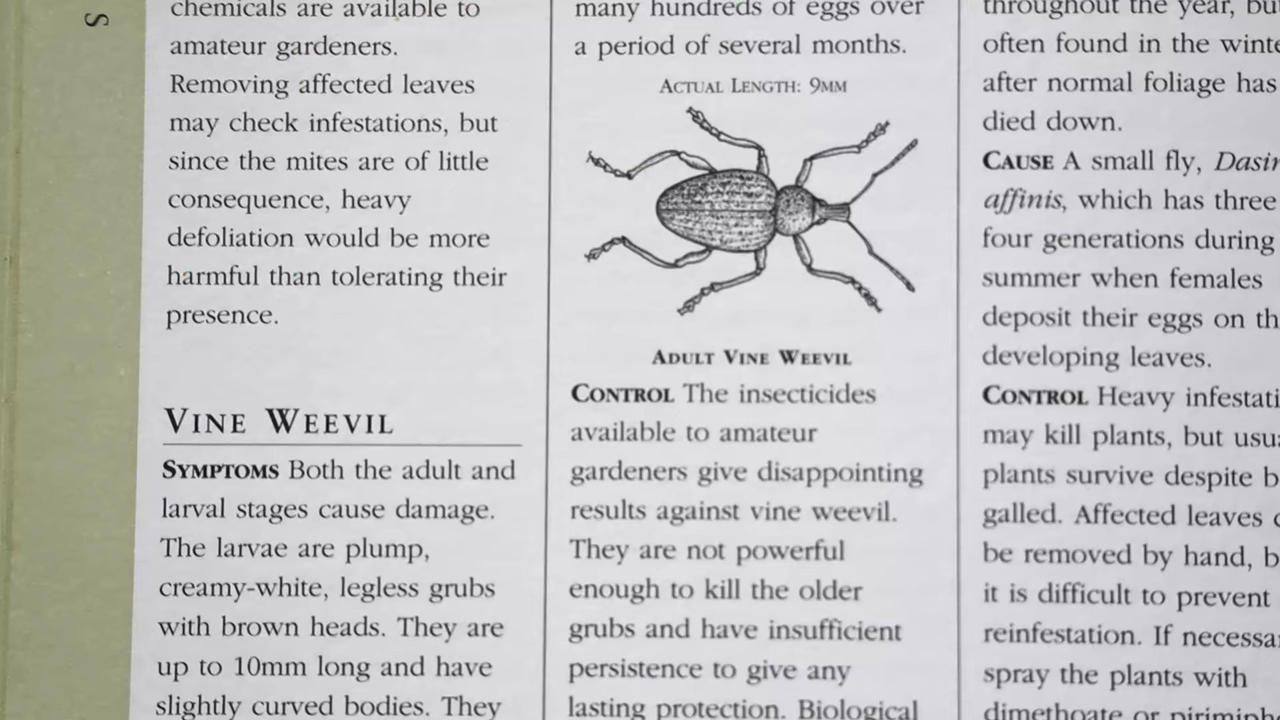 S
chemicals are available to
amateur gardeners.
Removing affected leaves
may check infestations, but
since the mites are of little
consequence, heavy
defoliation would be more
harmful than tolerating their
presence.
VINE WEEVIL
SYMPTOMS Both the adult and
larval stages cause damage.
The larvae are plump,
creamy-white, legless grubs
with brown heads. They are
up to 10mm long and have
slightly curved bodies. They
many hundreds of eggs over
a period of several months.
ACTUAL LENGTH: 9MM
ADULT VINE WEEVIL
CONTROL The insecticides
available to amateur
gardeners give disappointing
results against vine weevil.
They are not powerful
enough to kill the older
grubs and have insufficient
persistence to give any
lasting protection. Biological
throughout the year, but
often found in the winte
after normal foliage has
died down.
CAUSE A small fly, Dasin
affinis, which has three
four generations during
summer when females
deposit their eggs on th
developing leaves.
CONTROL Heavy infestati
may kill plants, but usua
plants survive despite b
galled. Affected leaves c
be removed by hand, b
it is difficult to prevent
reinfestation. If necessa
spray the plants with
dimethoate or pirimiph